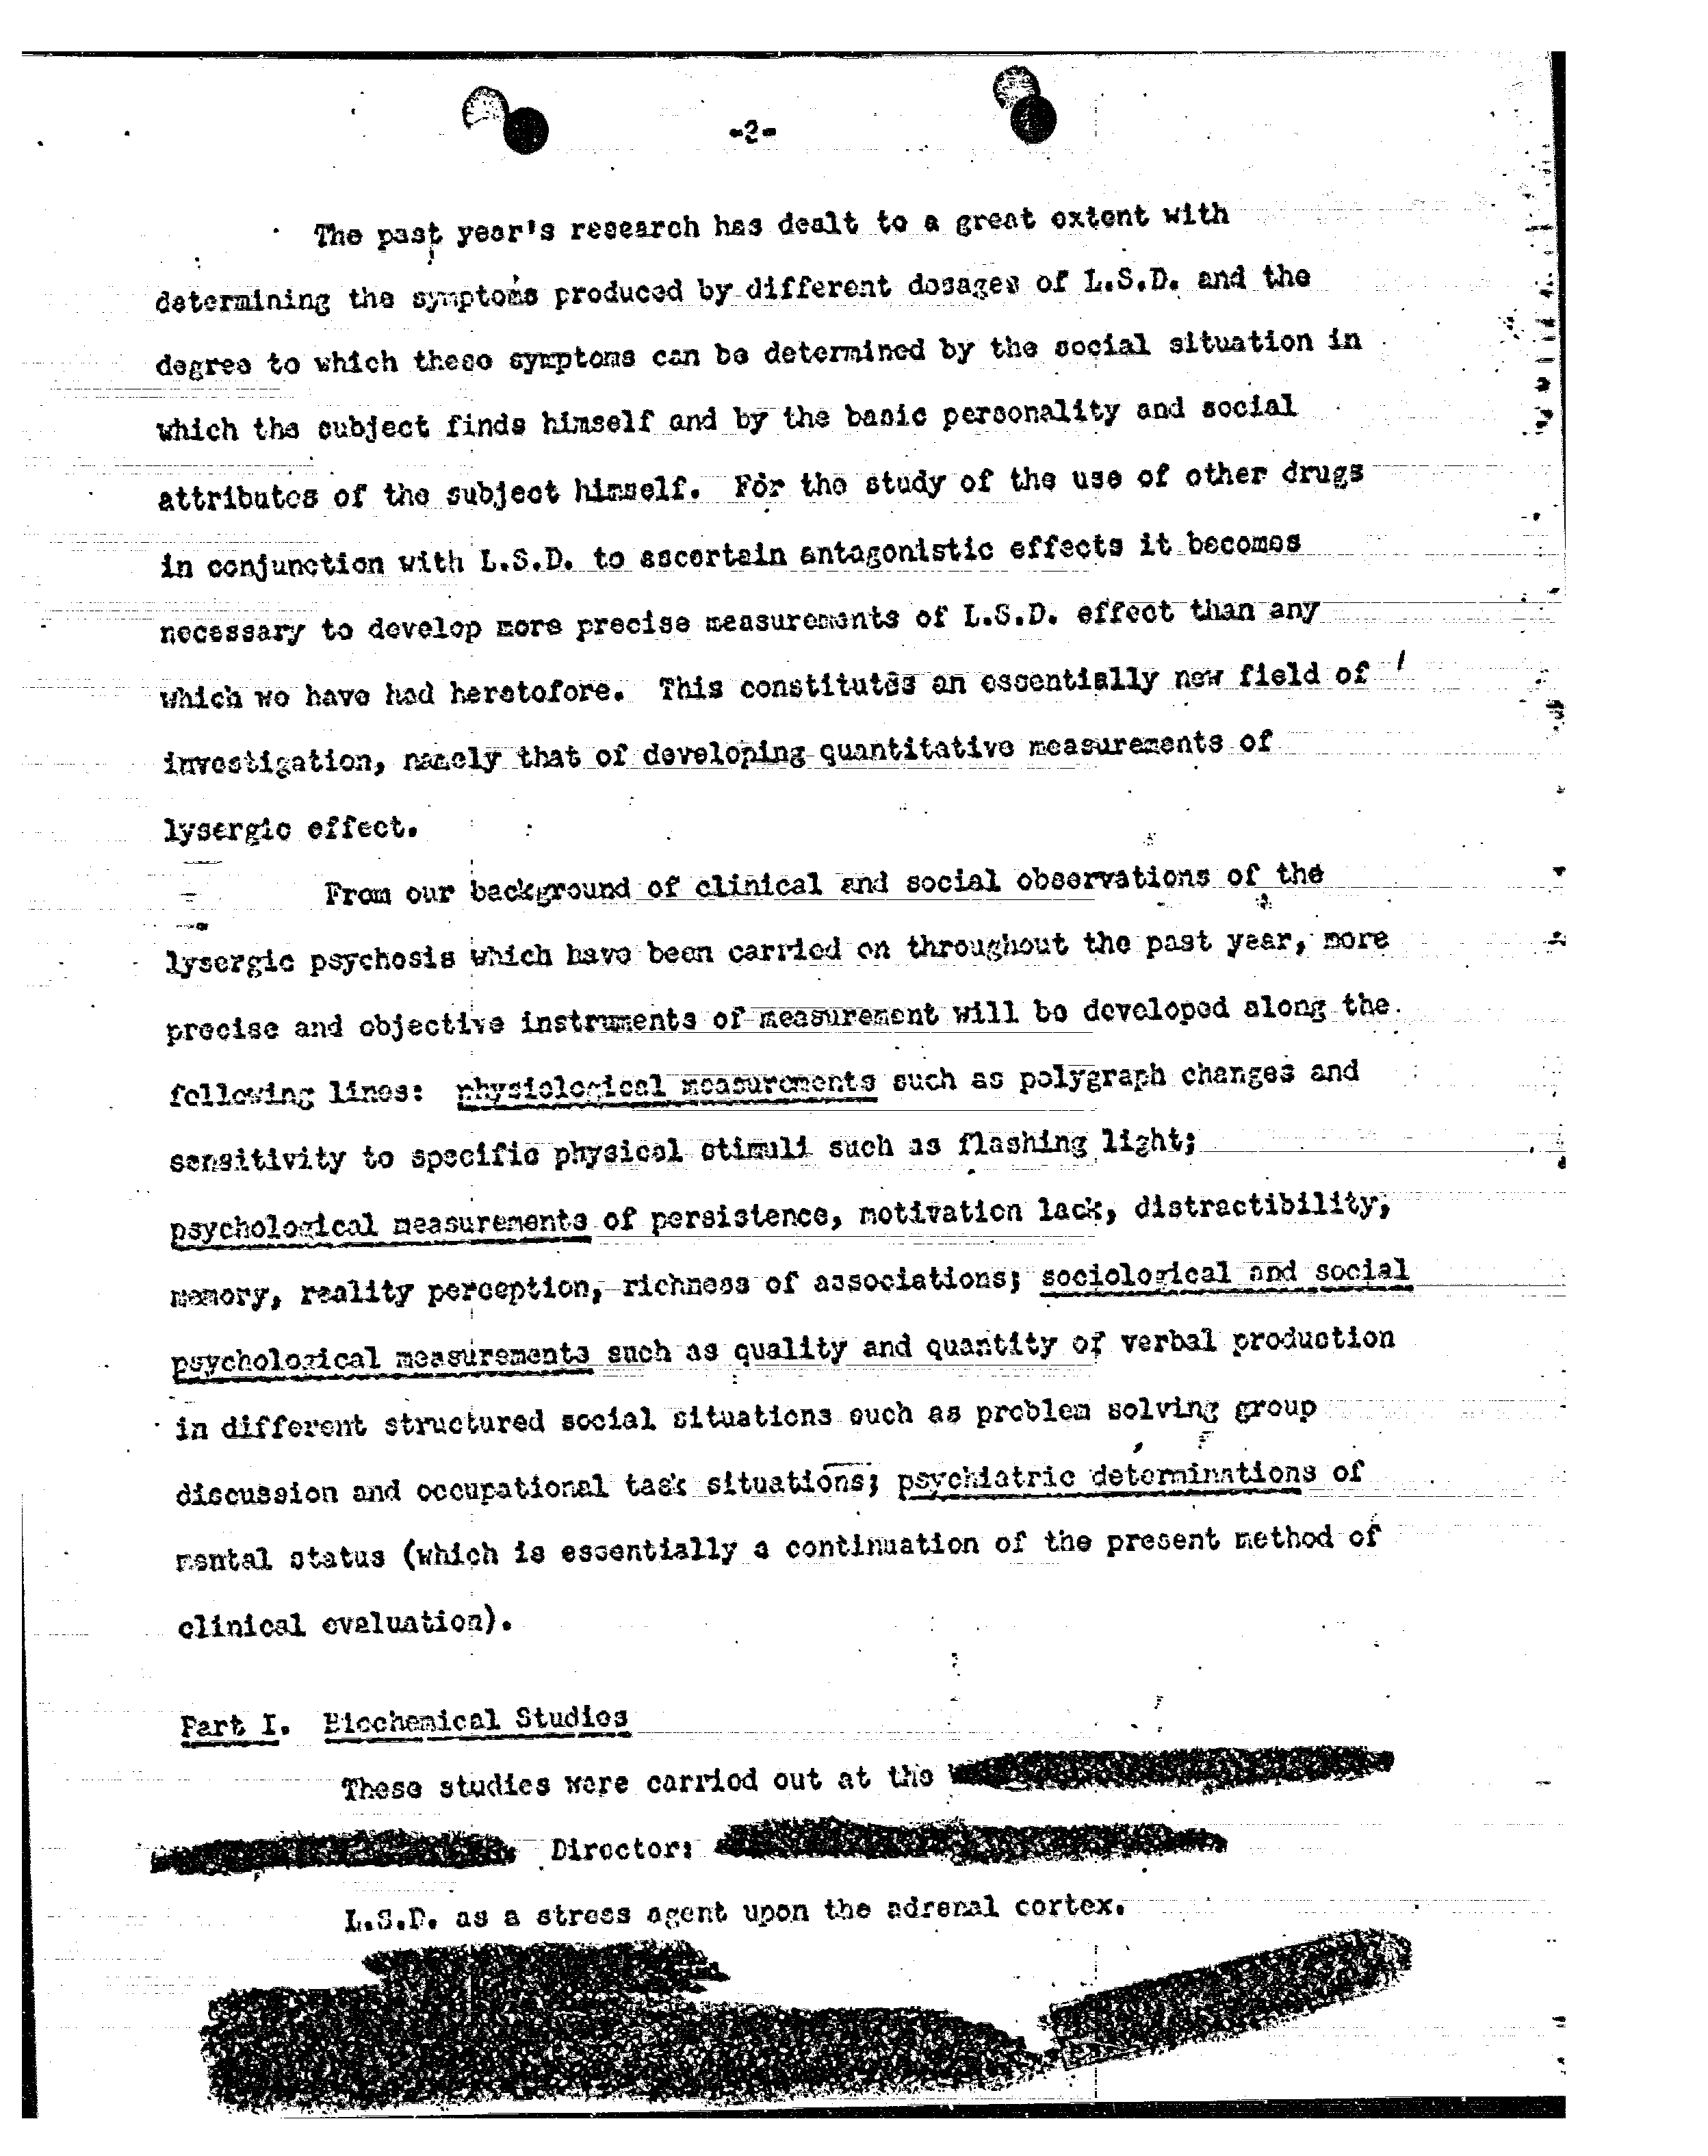 -2-
The past year's research has dealt to a great extent with
determining the symptoms produced by different dosages of L.S.D. and the
degree to which these symptoms can be determined by the social situation in
which the subject finds himself and by the basic personality and social
attributes of the subject himself. For the study of the use of other drugs
in conjunction with L.S.D. to ascertain antagonistic effects it becomes
necessary to develop more precise measurements of L.S.D. effect than any
which we have had heretofore. This constitutes an essentially new field of
investigation, namely that of developing quantitative measurements of
lysergic effect.
From our background of clinical and social observations of the
lysergic psychosis which have been carried on throughout the past year, more
precise and objective instruments of measurement will be developed along the
following lines: physiological measurements such as polygraph changes and
sensitivity to specific physical stimuli such as flashing light;
psychological measurements of persistence, motivation lack, distractibility,
memory, reality perception, richness of associations; sociological and social
psychological measurements such as quality and quantity of verbal production
in different structured social situations such as problem solving group
discussion and occupational task situations; psychiatric determinations of
mental status (which is essentially a continuation of the present method of
clinical evaluation).
Part I. Biochemical Studies
These studies were carried out at the
Director:
L.S.D. as a stress agent upon the adrenal cortex.